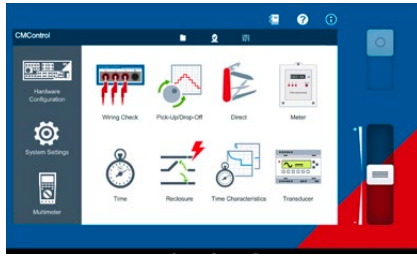 CMControl
Hardware
Configuration
Wiring Check
Pick-Up/Drop-Off
Direct
Meter
System Settings
Time
Reclosure
Time Characteristics
Transducer
Multimeter